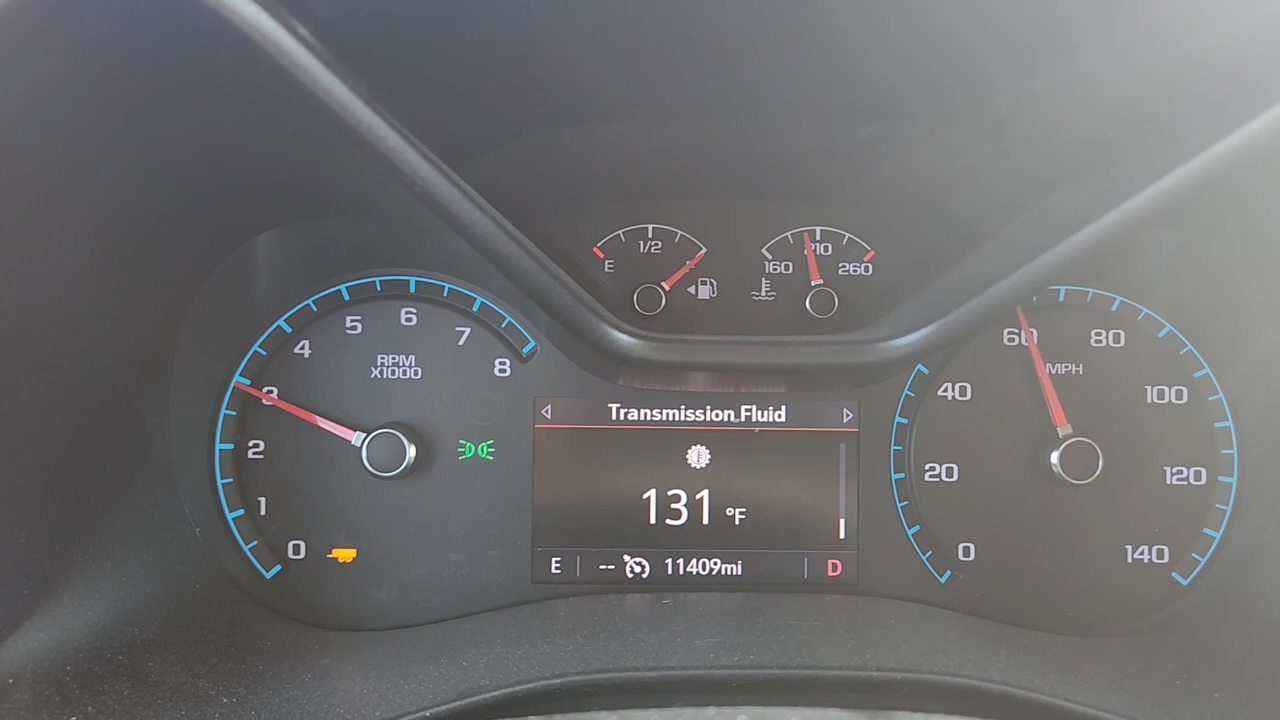 E 1/2
160 210 260
0 1 2 3 4 5 6 7 8
RPM
X1000
0 20 40 60 80 100 120 140
MPH
Transmission Fluid
131 °F
E -- 11409mi D